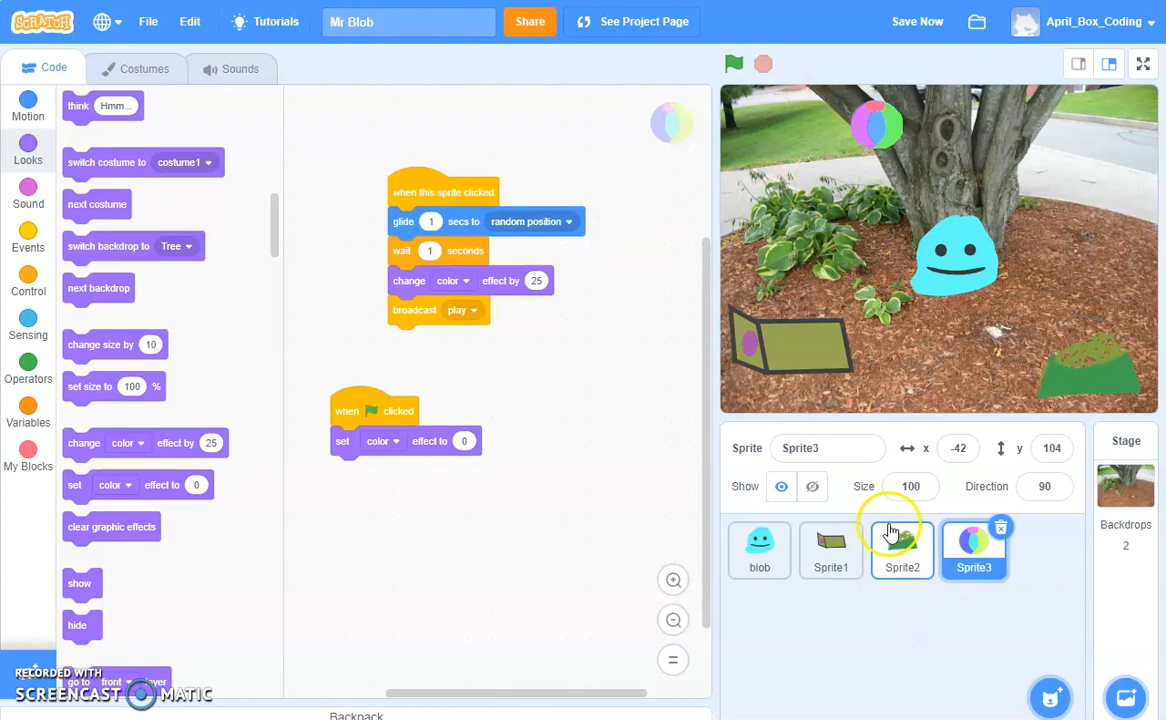 SCRATCH File Edit Tutorials Mr Blob Share See Project Page Save Now April_Box_Coding
Code Costumes Sounds
Motion
Looks
Sound
Events
Control
Sensing
Operators
Variables
My Blocks
think Hmm...
switch costume to costume1
next costume
switch backdrop to Tree
next backdrop
change size by 10
set size to 100 %
change color effect by 25
set color effect to 0
clear graphic effects
show
hide
go to front layer
when this sprite clicked
glide 1 secs to random position
wait 1 seconds
change color effect by 25
broadcast play
when clicked
set color effect to 0
Sprite Sprite3 x -42 y 104
Show Size 100 Direction 90
blob Sprite1 Sprite2 Sprite3
Stage
Backdrops
2
RECORDED WITH
SCREENCAST MATIC
Backpack